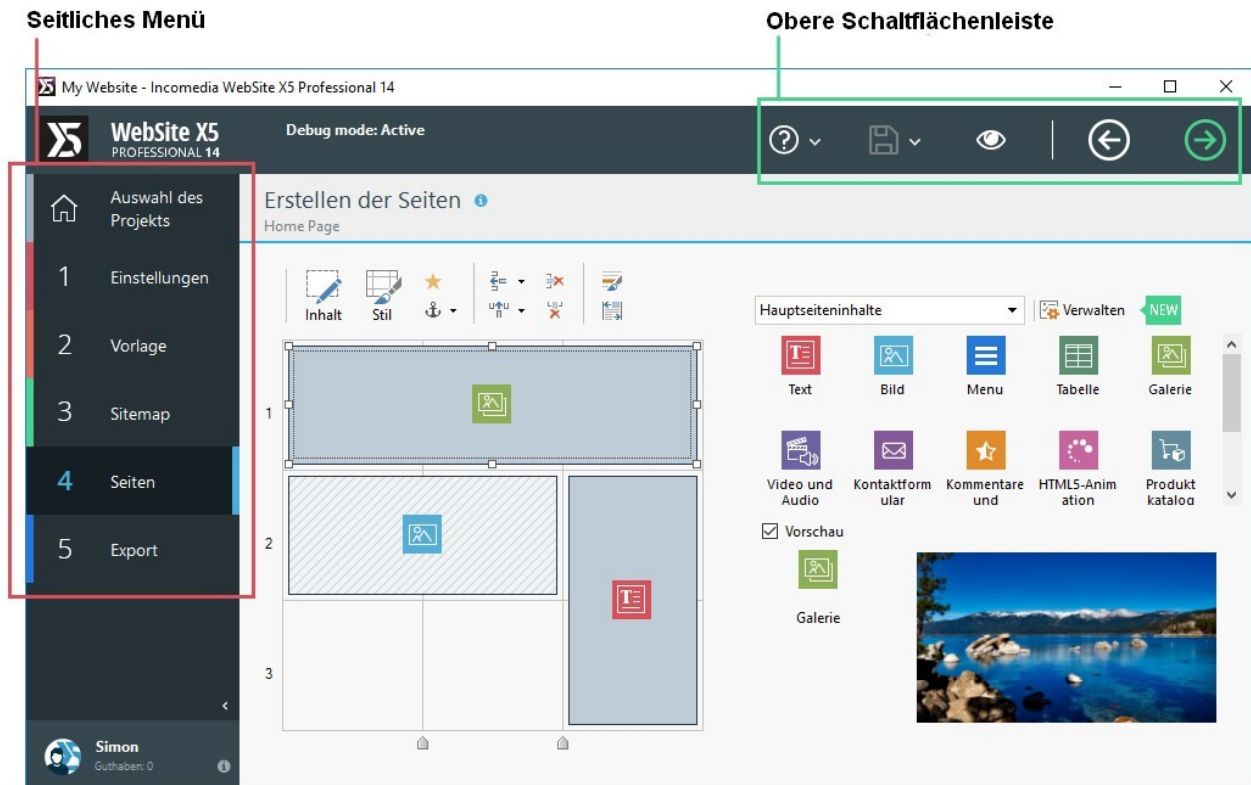 Seitliches Menü
Obere Schaltflächenleiste
My Website - Incomedia WebSite X5 Professional 14
WebSite X5
PROFESSIONAL 14
Debug mode: Active
Auswahl des
Projekts
1 Einstellungen
2 Vorlage
3 Sitemap
4 Seiten
5 Export
Simon
Guthaben: 0
Erstellen der Seiten
Home Page
Inhalt
Stil
1
2
3
Hauptseiteninhalte
Verwalten
NEW
Text
Bild
Menu
Tabelle
Galerie
Video und
Audio
Kontaktform
ular
Kommentare
und
HTML5-Anim
ation
Produkt
katalog
Vorschau
Galerie